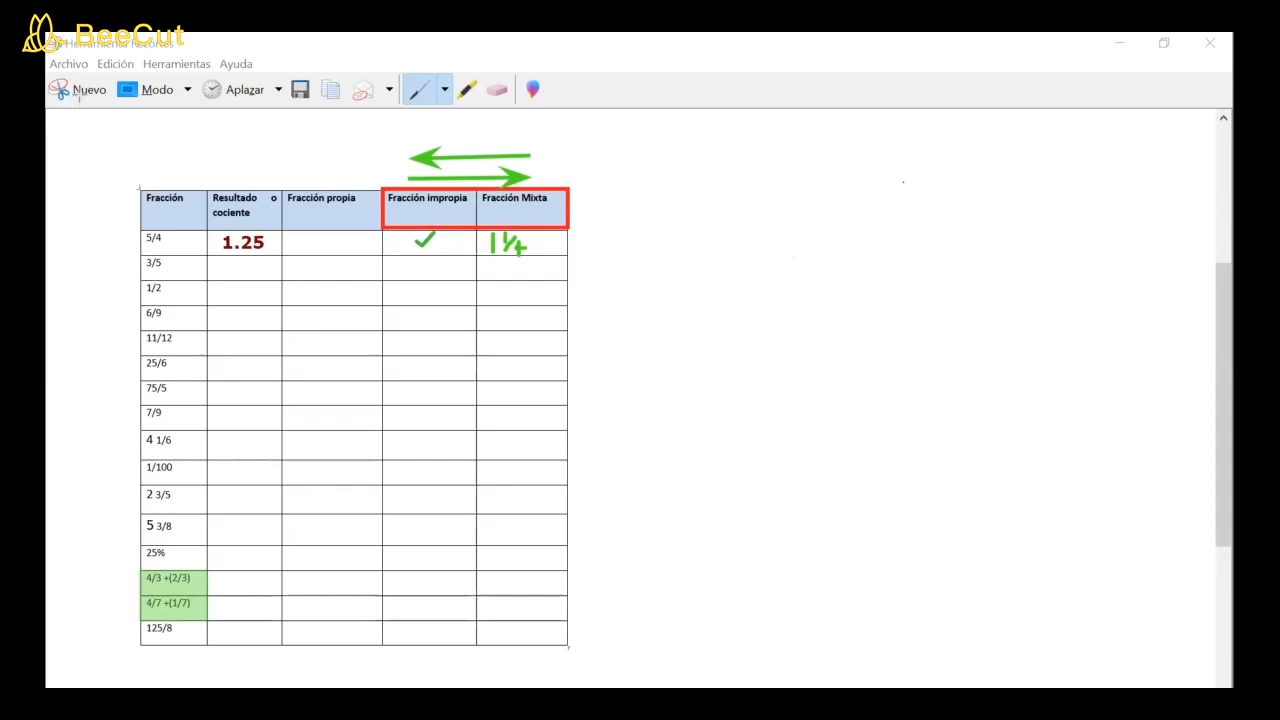 BeeCut
Herramienta Recortes
Archivo Edición Herramientas Ayuda
Nuevo Modo Aplazar
Fracción Resultado o cociente Fracción propia Fracción impropia Fracción Mixta
5/4 1.25 ✓ 1 1/4
3/5
1/2
6/9
11/12
25/6
75/5
7/9
4 1/6
1/100
2 3/5
5 3/8
25%
4/3 +(2/3)
4/7 +(1/7)
125/8